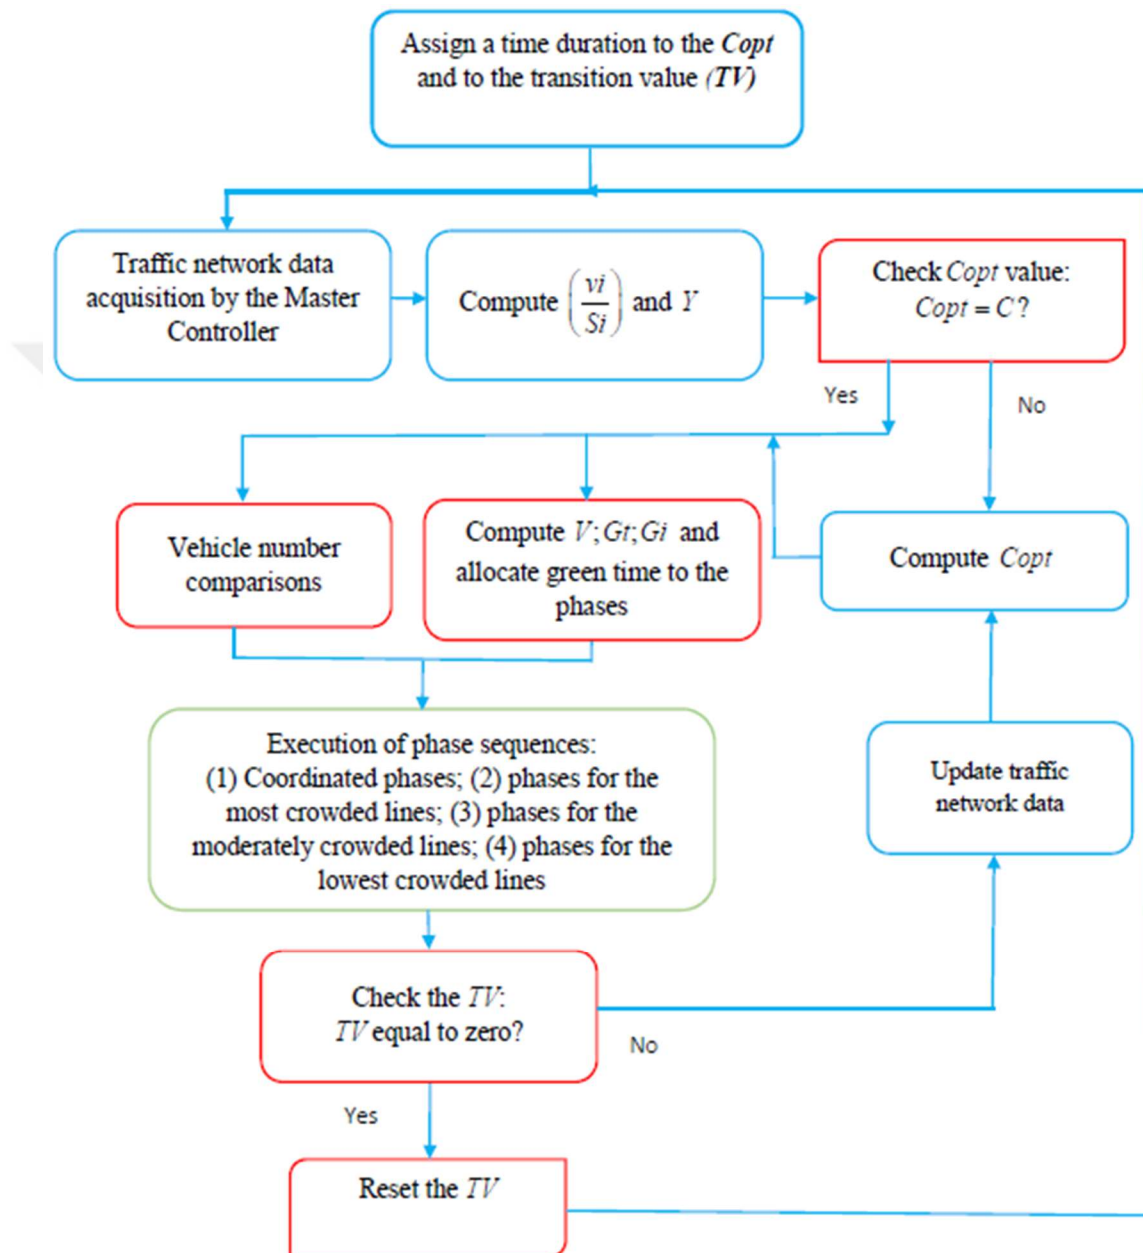 Assign a time duration to the Copt
and to the transition value (TV)
Traffic network data
acquisition by the Master
Controller
Compute (vi/Si) and Y
Check Copt value:
Copt = C ?
Yes
No
Vehicle number
comparisons
Compute V; Gt; Gi and
allocate green time to the
phases
Compute Copt
Execution of phase sequences:
(1) Coordinated phases; (2) phases for the
most crowded lines; (3) phases for the
moderately crowded lines; (4) phases for the
lowest crowded lines
Update traffic
network data
Check the TV:
TV equal to zero?
No
Yes
Reset the TV